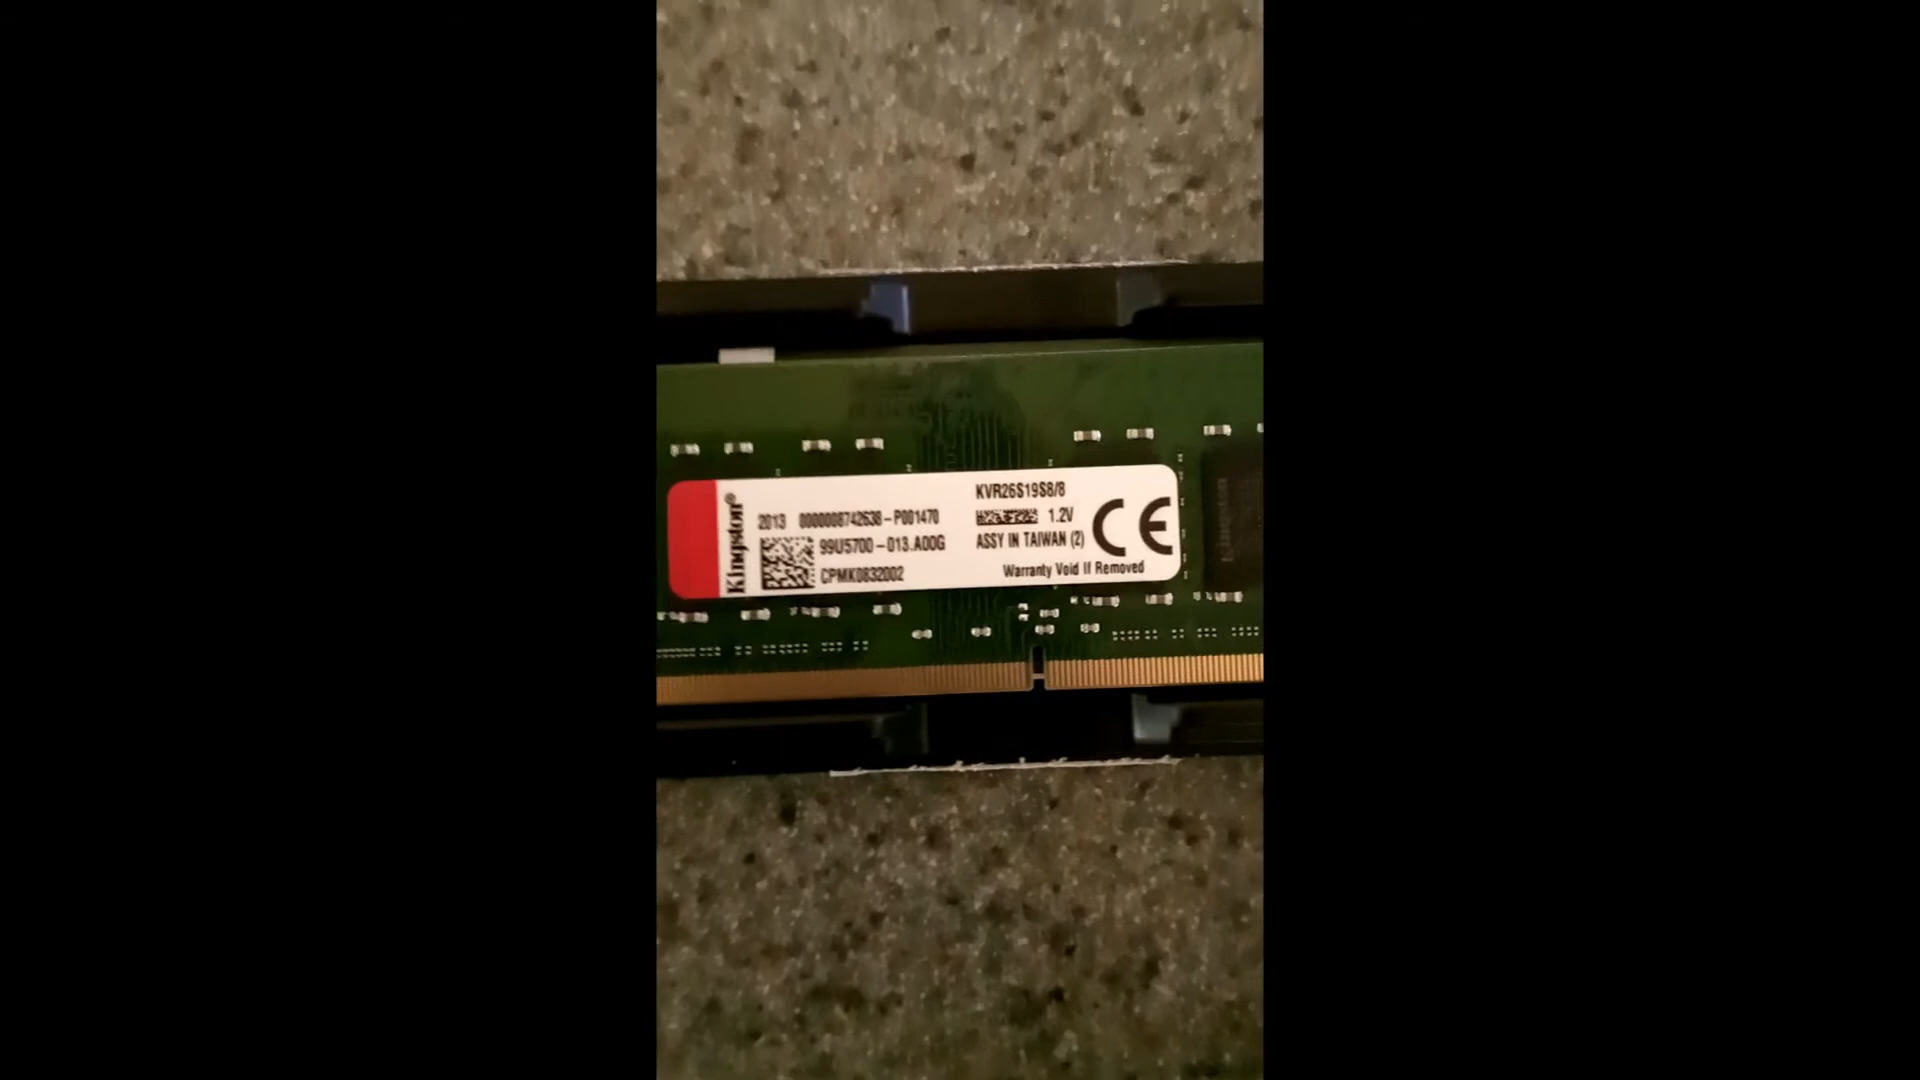 Kingston®
KVR26S19S8/8
2013 0000008742638-P001470
1.2V
99U5700-013.A00G
ASSY IN TAIWAN (2)
CE
CPMK0832002
Warranty Void If Removed
Kingston